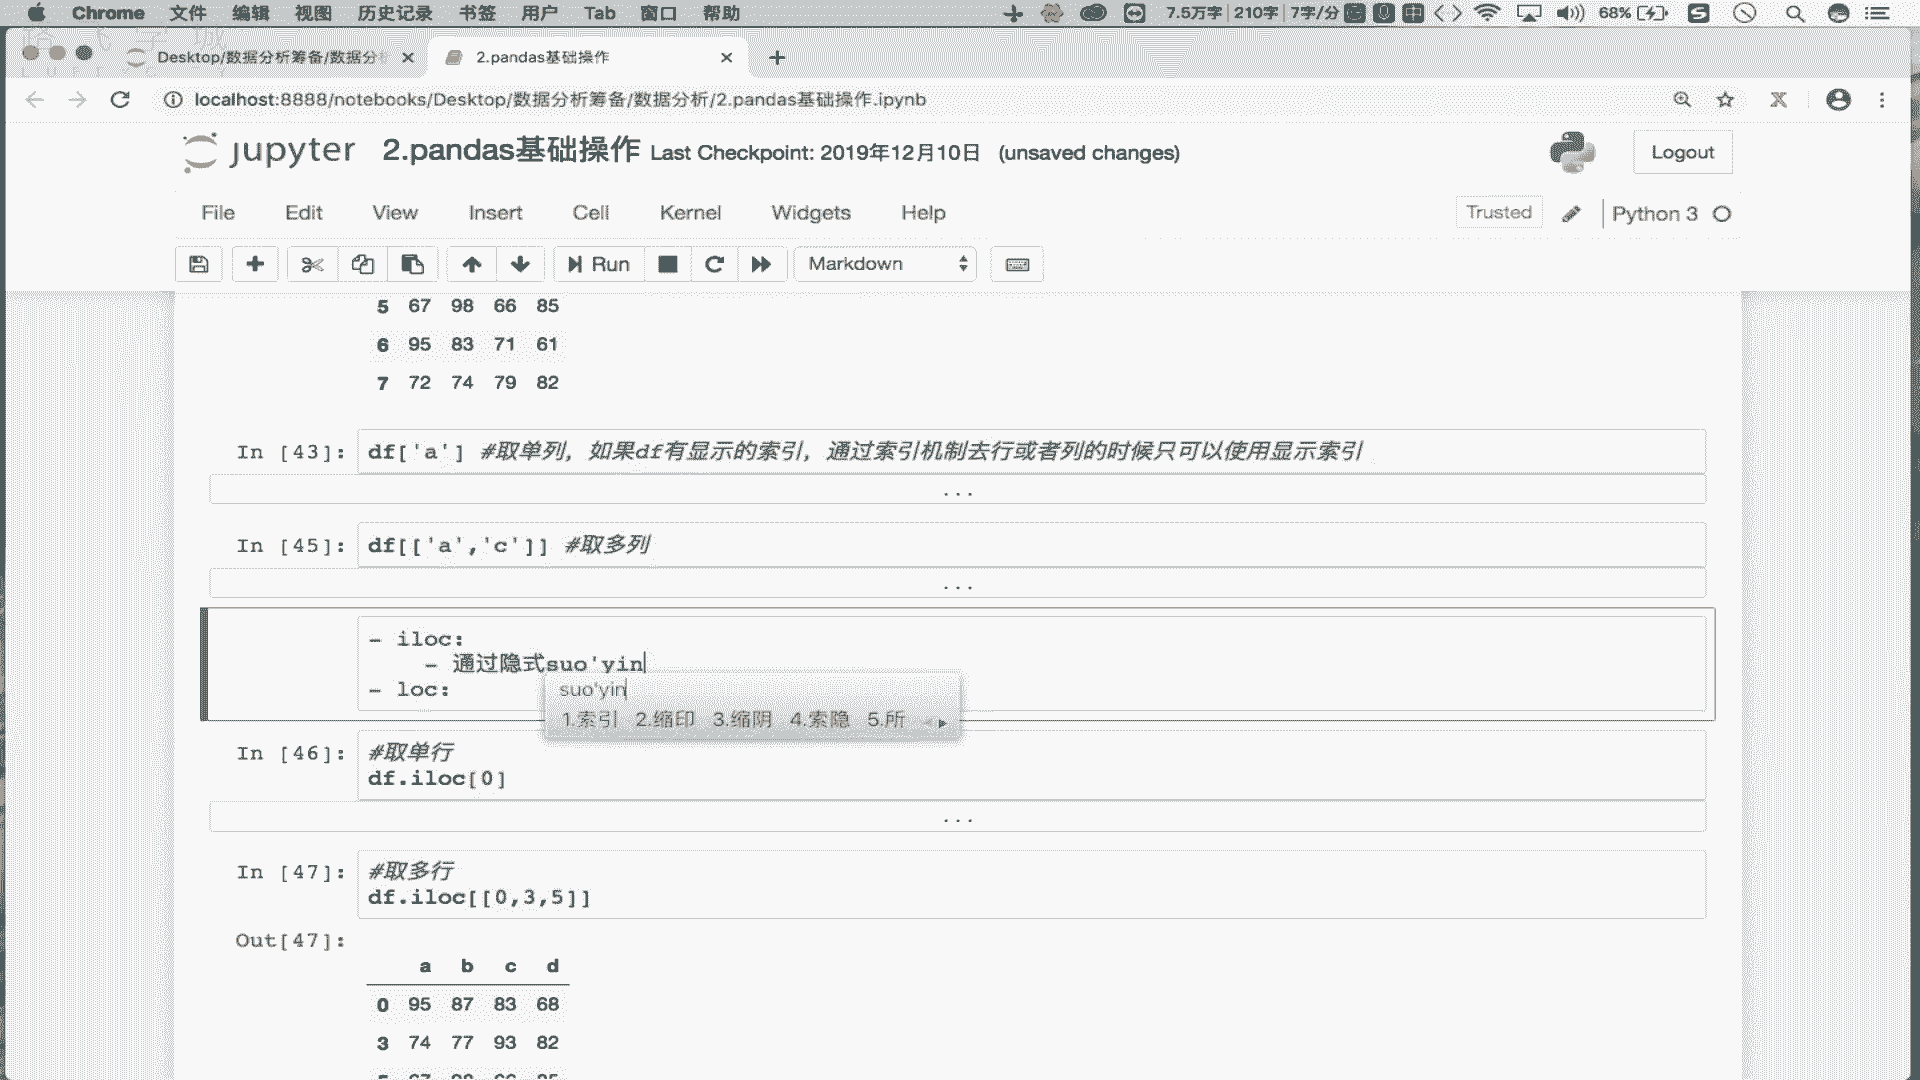 Chrome 文件 编辑 视图 历史记录 书签 用户 Tab 窗口 帮助 7.5万字 210字 7字/分 中 68% S
Desktop/数据分析筹备/数据分 2.pandas基础操作
localhost:8888/notebooks/Desktop/数据分析筹备/数据分析/2.pandas基础操作.ipynb
jupyter 2.pandas基础操作 Last Checkpoint: 2019年12月10日 (unsaved changes) Logout
File Edit View Insert Cell Kernel Widgets Help Trusted Python 3
Run Markdown
5 67 98 66 85
6 95 83 71 61
7 72 74 79 82
In [43]: df['a'] #取单列，如果df有显示的索引，通过索引机制去行或者列的时候只可以使用显示索引
...
In [45]: df[['a','c']] #取多列
...
- iloc:
- 通过隐式suo'yin
- loc:
suo'yin
1.索引 2.缩印 3.缩阴 4.索隐 5.所
In [46]: #取单行
df.iloc[0]
...
In [47]: #取多行
df.iloc[[0,3,5]]
Out[47]:
a b c d
0 95 87 83 68
3 74 77 93 82